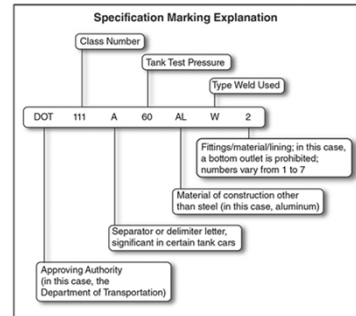 Specification Marking Explanation
Class Number
Tank Test Pressure
Type Weld Used
DOT 111 A 60 AL W 2
Fittings/material/lining; in this case,
a bottom outlet is prohibited;
numbers vary from 1 to 7
Material of construction other
than steel (in this case, aluminum)
Separator or delimiter letter,
significant in certain tank cars
Approving Authority
(in this case, the
Department of Transportation)